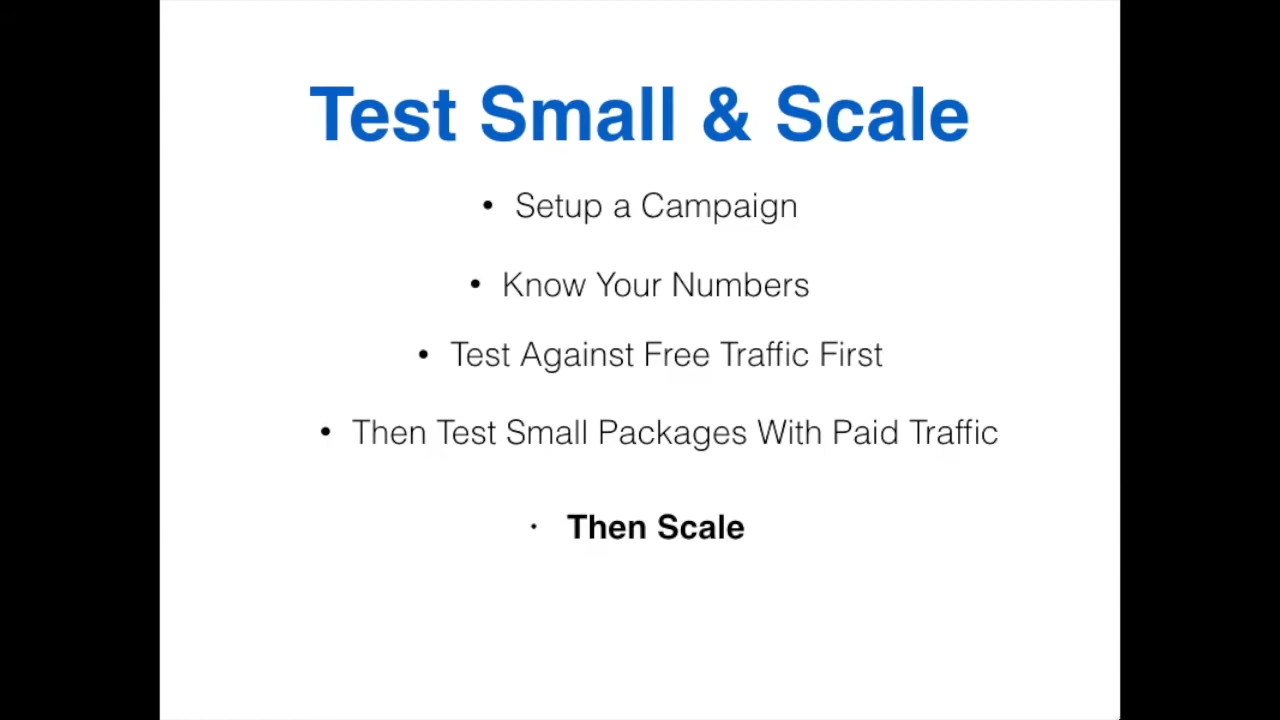 Test Small & Scale
• Setup a Campaign
• Know Your Numbers
• Test Against Free Traffic First
• Then Test Small Packages With Paid Traffic
• Then Scale